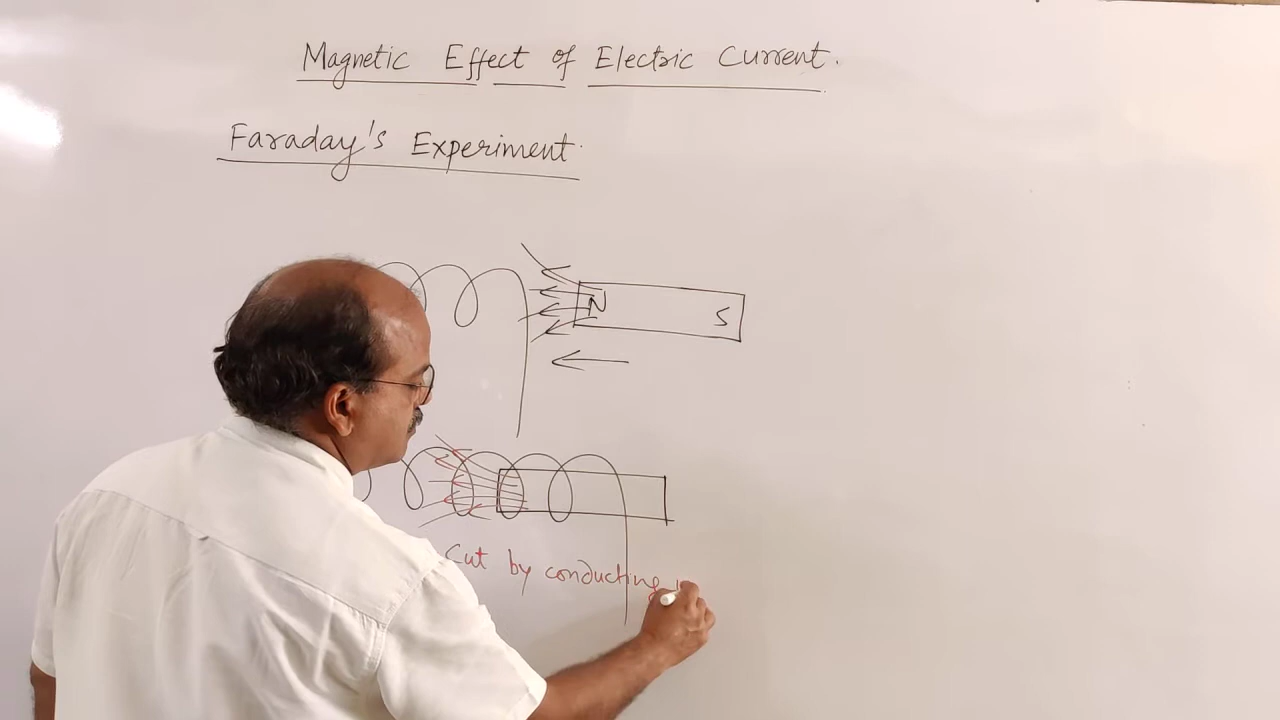 Magnetic Effect of Electric Current.
Faraday's Experiment.
N S
Cut by conducting